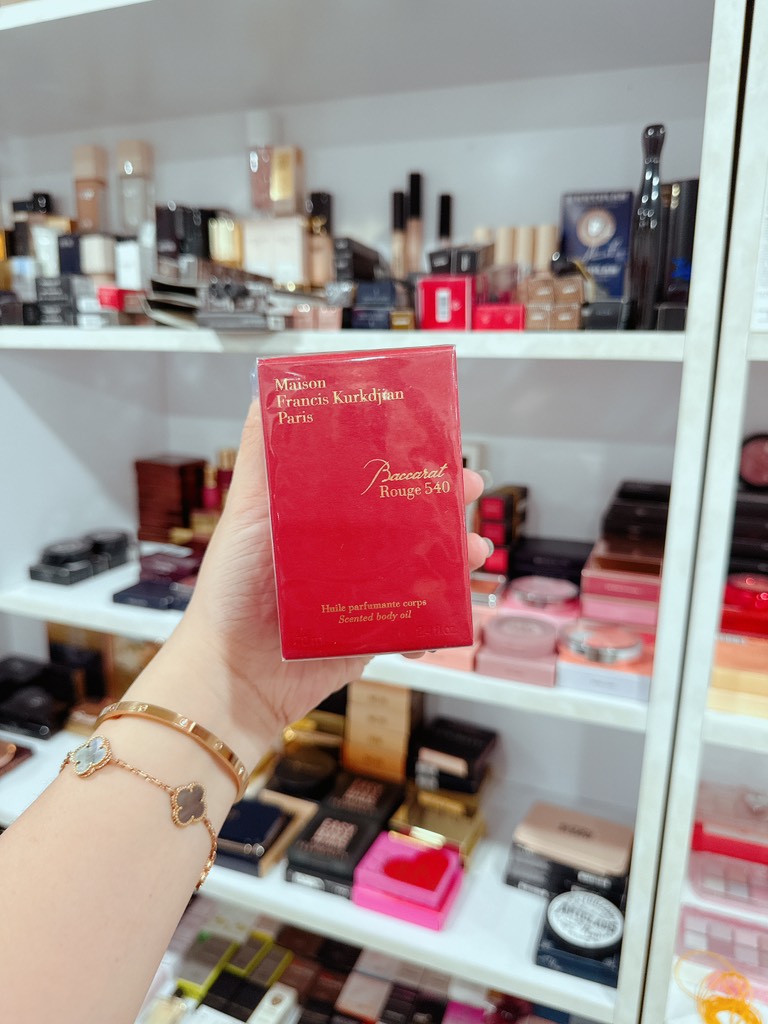 Maison
Francis Kurkdjian
Paris
Baccarat
Rouge 540
Huile parfumante corps
Scented body oil